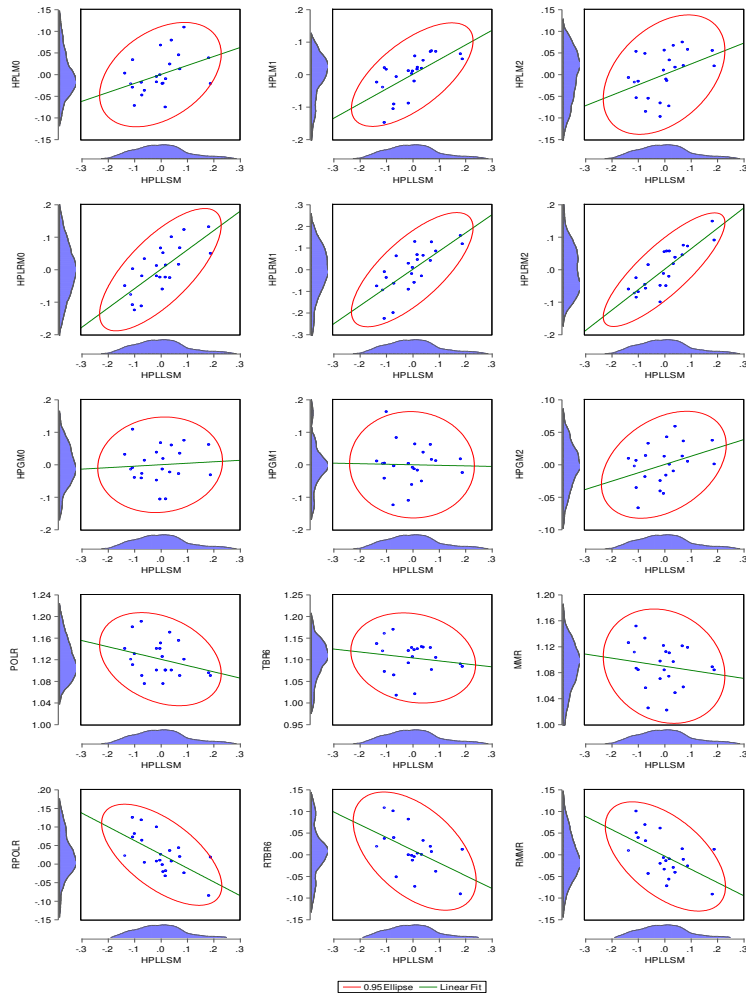 .15
.10
.05
.00
-.05
-.10
-.15
HPLM0
-.3 -.2 -.1 .0 .1 .2 .3
HPLLSM
.2
.1
.0
-.1
-.2
HPLM1
-.3 -.2 -.1 .0 .1 .2 .3
HPLLSM
.15
.10
.05
.00
-.05
-.10
-.15
HPLM2
-.3 -.2 -.1 .0 .1 .2 .3
HPLLSM
.2
.1
.0
-.1
-.2
HPLRM0
-.3 -.2 -.1 .0 .1 .2 .3
HPLLSM
.3
.2
.1
.0
-.1
-.2
-.3
HPLRM1
-.3 -.2 -.1 .0 .1 .2 .3
HPLLSM
.2
.1
.0
-.1
-.2
HPLRM2
-.3 -.2 -.1 .0 .1 .2 .3
HPLLSM
.2
.1
.0
-.1
-.2
HPGM0
-.3 -.2 -.1 .0 .1 .2 .3
HPLLSM
.2
.1
.0
-.1
-.2
HPGM1
-.3 -.2 -.1 .0 .1 .2 .3
HPLLSM
.10
.05
.00
-.05
-.10
HPGM2
-.3 -.2 -.1 .0 .1 .2 .3
HPLLSM
1.24
1.20
1.16
1.12
1.08
1.04
1.00
POLR
-.3 -.2 -.1 .0 .1 .2 .3
HPLLSM
1.25
1.20
1.15
1.10
1.05
1.00
0.95
TBR6
-.3 -.2 -.1 .0 .1 .2 .3
HPLLSM
1.20
1.16
1.12
1.08
1.04
1.00
MMR
-.3 -.2 -.1 .0 .1 .2 .3
HPLLSM
.20
.15
.10
.05
.00
-.05
-.10
-.15
RPOLR
-.3 -.2 -.1 .0 .1 .2 .3
HPLLSM
.15
.10
.05
.00
-.05
-.10
-.15
RTBR6
-.3 -.2 -.1 .0 .1 .2 .3
HPLLSM
.15
.10
.05
.00
-.05
-.10
-.15
RMMR
-.3 -.2 -.1 .0 .1 .2 .3
HPLLSM
0.95 Ellipse Linear Fit